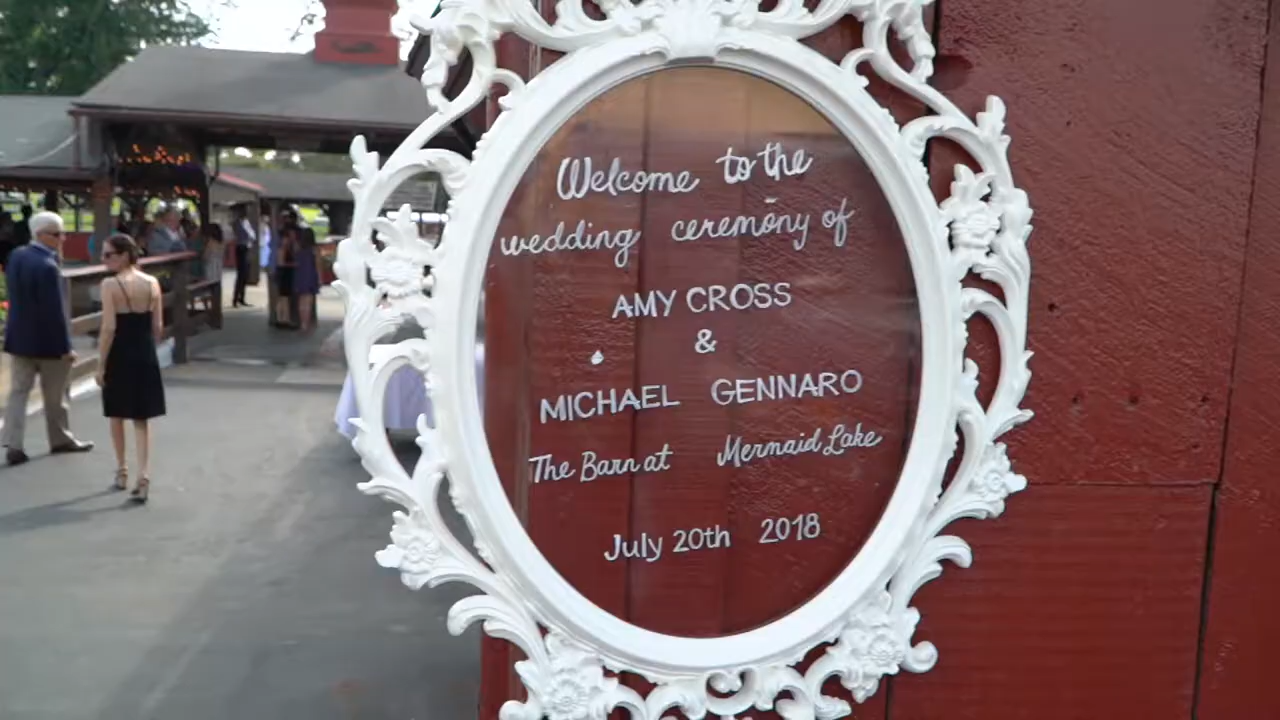 Welcome to the
wedding ceremony of
AMY CROSS
&
MICHAEL GENNARO
The Barn at Mermaid Lake
July 20th 2018